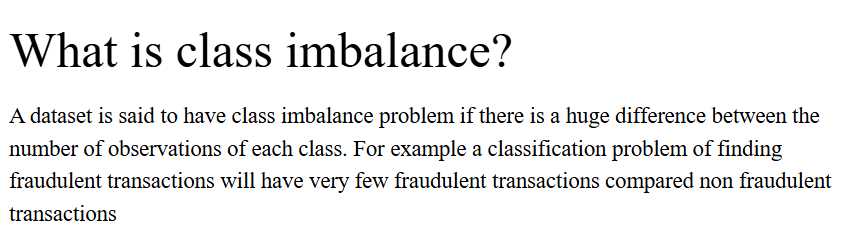 What is class imbalance?
A dataset is said to have class imbalance problem if there is a huge difference between the
number of observations of each class. For example a classification problem of finding
fraudulent transactions will have very few fraudulent transactions compared non fraudulent
transactions